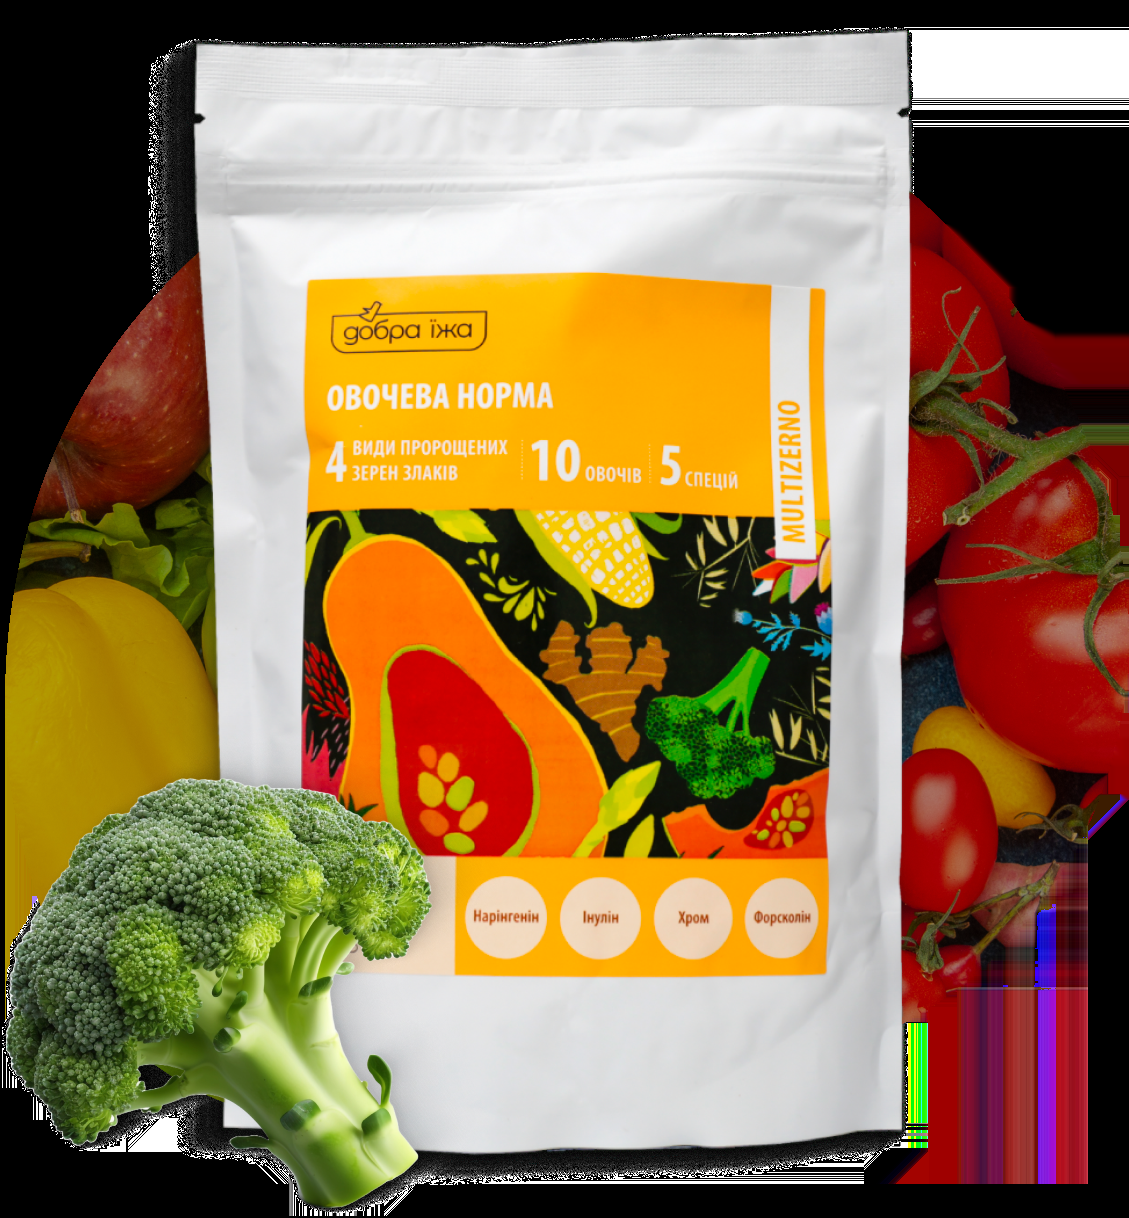 добра їжа
ОВОЧЕВА НОРМА
4 ВИДИ ПРОРОЩЕНИХ
ЗЕРЕН ЗЛАКІВ
10 ОВОЧІВ
5 СПЕЦІЙ
MULTIZERNO
Нарінгенін
Інулін
Хром
Форсколін